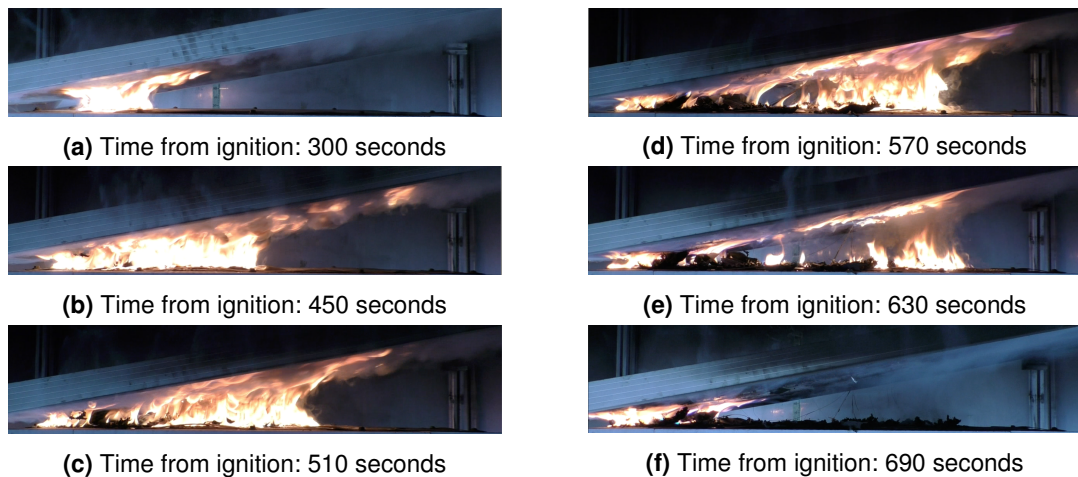 (a) Time from ignition: 300 seconds
(d) Time from ignition: 570 seconds
(b) Time from ignition: 450 seconds
(e) Time from ignition: 630 seconds
(c) Time from ignition: 510 seconds
(f) Time from ignition: 690 seconds